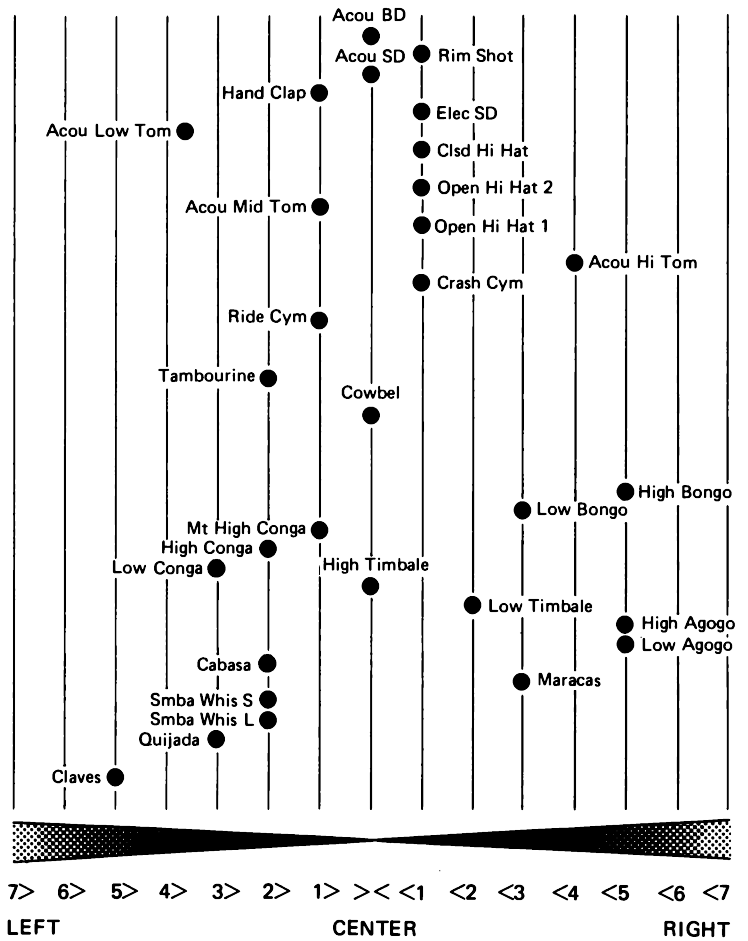 Acou BD
Acou SD
Rim Shot
Hand Clap
Elec SD
Acou Low Tom
Clsd Hi Hat
Open Hi Hat 2
Acou Mid Tom
Open Hi Hat 1
Acou Hi Tom
Crash Cym
Ride Cym
Tambourine
Cowbel
High Bongo
Low Bongo
Mt High Conga
High Conga
High Timbale
Low Conga
Low Timbale
High Agogo
Low Agogo
Cabasa
Maracas
Smba Whis S
Smba Whis L
Quijada
Claves
7> 6> 5> 4> 3> 2> 1> >< <1 <2 <3 <4 <5 <6 <7
LEFT CENTER RIGHT